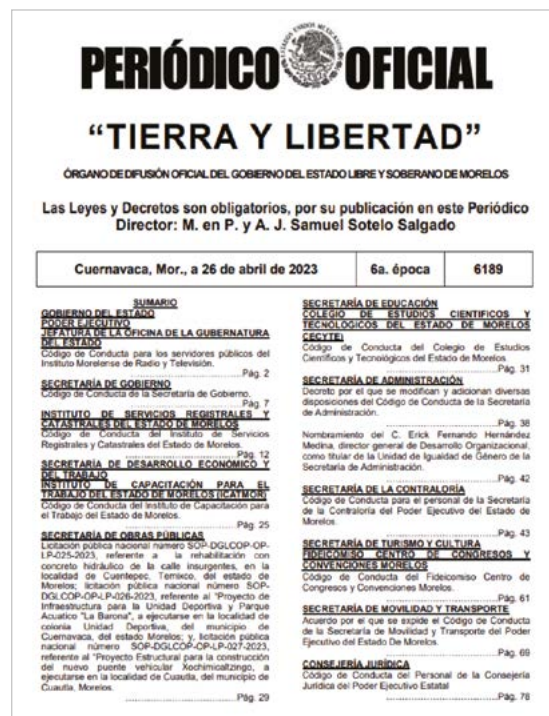 PERIÓDICO OFICIAL
“TIERRA Y LIBERTAD”
ÓRGANO DE DIFUSIÓN OFICIAL DEL GOBIERNO DEL ESTADO LIBRE Y SOBERANO DE MORELOS
Las Leyes y Decretos son obligatorios, por su publicación en este Periódico
Director: M. en P. y A. J. Samuel Sotelo Salgado
Cuernavaca, Mor., a 26 de abril de 2023
6a. época
6189
SUMARIO
GOBIERNO DEL ESTADO
PODER EJECUTIVO
JEFATURA DE LA OFICINA DE LA GUBERNATURA
DEL ESTADO
Código de Conducta para los servidores públicos del
Instituto Morelense de Radio y Televisión.
Pág. 2
SECRETARÍA DE GOBIERNO
Código de Conducta de la Secretaría de Gobierno.
Pág. 7
INSTITUTO DE SERVICIOS REGISTRALES Y
CATASTRALES DEL ESTADO DE MORELOS
Código de Conducta del Instituto de Servicios
Registrales y Catastrales del Estado de Morelos.
Pág. 12
SECRETARÍA DE DESARROLLO ECONÓMICO Y
DEL TRABAJO
INSTITUTO DE CAPACITACIÓN PARA EL
TRABAJO DEL ESTADO DE MORELOS (ICATMOR)
Código de Conducta del Instituto de Capacitación para
el Trabajo del Estado de Morelos.
Pág. 25
SECRETARÍA DE OBRAS PÚBLICAS
Licitación pública nacional número SOP-DGLCOP-OP-
LP-025-2023, referente a la rehabilitación con
concreto hidráulico de la calle insurgentes, en la
localidad de Cuentepec, Temixco, del estado de
Morelos; licitación pública nacional número SOP-
DGLCOP-OP-LP-026-2023, referente al “Proyecto de
Infraestructura para la Unidad Deportiva y Parque
Acuatico "La Barona", a ejecutarse en la localidad de
colonia Unidad Deportiva, del municipio de
Cuernavaca, del estado Morelos; y, licitación pública
nacional número SOP-DGLCOP-OP-LP-027-2023,
referente al “Proyecto Estructural para la construcción
del nuevo puente vehicular Xochimicaltzingo, a
ejecutarse en la localidad de Cuautla, del municipio de
Cuautla, Morelos.
Pág. 29
SECRETARÍA DE EDUCACIÓN
COLEGIO DE ESTUDIOS CIENTIFICOS Y
TECNOLÓGICOS DEL ESTADO DE MORELOS
(CECYTE)
Código de Conducta del Colegio de Estudios
Científicos y Tecnológicos del Estado de Morelos.
Pág. 31
SECRETARÍA DE ADMINISTRACIÓN
Decreto por el que se modifican y adicionan diversas
disposiciones del Código de Conducta de la Secretaría
de Administración.
Pág. 38
Nombramiento del C. Erick Fernando Hernández
Medina, director general de Desarrollo Organizacional,
como titular de la Unidad de Igualdad de Género de la
Secretaría de Administración.
Pág. 42
SECRETARÍA DE LA CONTRALORÍA
Código de Conducta para el personal de la Secretaría
de la Contraloría del Poder Ejecutivo del Estado de
Morelos.
Pág. 43
SECRETARÍA DE TURISMO Y CULTURA
FIDEICOMISO CENTRO DE CONGRESOS Y
CONVENCIONES MORELOS
Código de Conducta del Fideicomiso Centro de
Congresos y Convenciones Morelos.
Pág. 61
SECRETARÍA DE MOVILIDAD Y TRANSPORTE
Acuerdo por el que se expide el Código de Conducta
de la Secretaría de Movilidad y Transporte del Poder
Ejecutivo del Estado De Morelos.
Pág. 69
CONSEJERÍA JURÍDICA
Código de Conducta del Personal de la Consejería
Jurídica del Poder Ejecutivo Estatal
Pág. 78